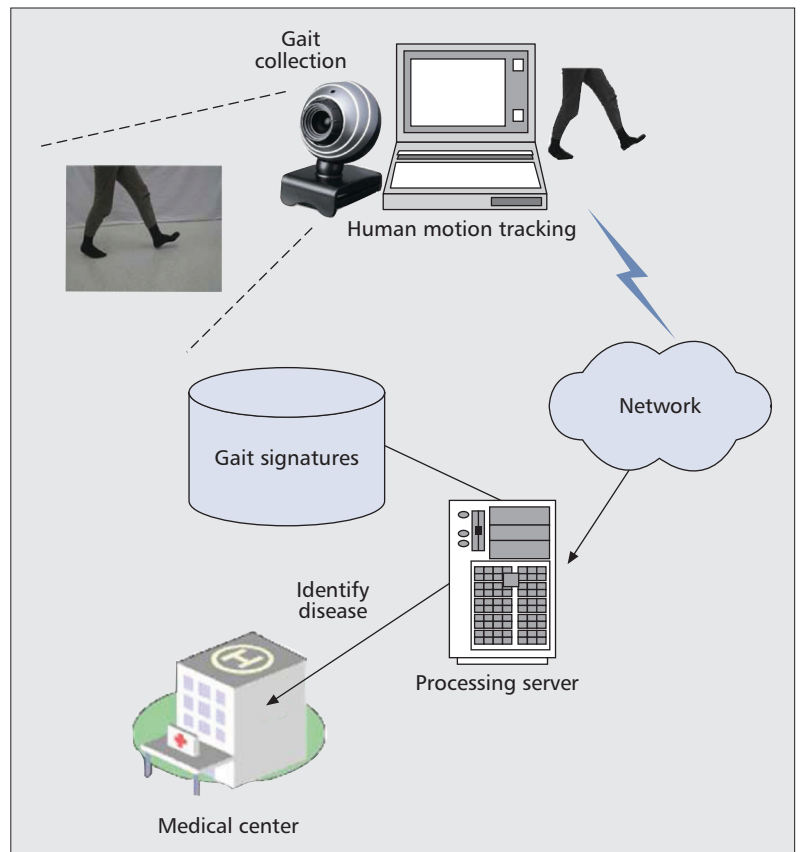 Gait
collection
Human motion tracking
Network
Gait signatures
Identify
disease
Processing server
H
Medical center